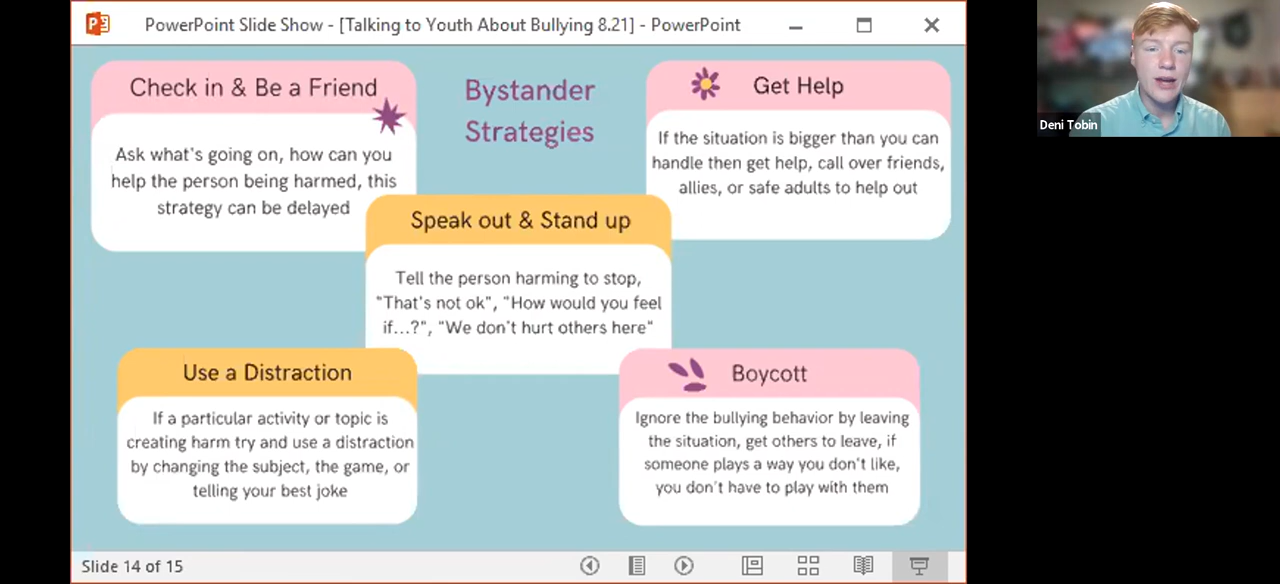 PowerPoint Slide Show - [Talking to Youth About Bullying 8.21] - PowerPoint
Deni Tobin
Bystander
Strategies
Check in & Be a Friend
Ask what's going on, how can you
help the person being harmed, this
strategy can be delayed
Get Help
If the situation is bigger than you can
handle then get help, call over friends,
allies, or safe adults to help out
Speak out & Stand up
Tell the person harming to stop,
"That's not ok", "How would you feel
if...?", "We don't hurt others here"
Use a Distraction
If a particular activity or topic is
creating harm try and use a distraction
by changing the subject, the game, or
telling your best joke
Boycott
Ignore the bullying behavior by leaving
the situation, get others to leave, if
someone plays a way you don't like,
you don't have to play with them
Slide 14 of 15